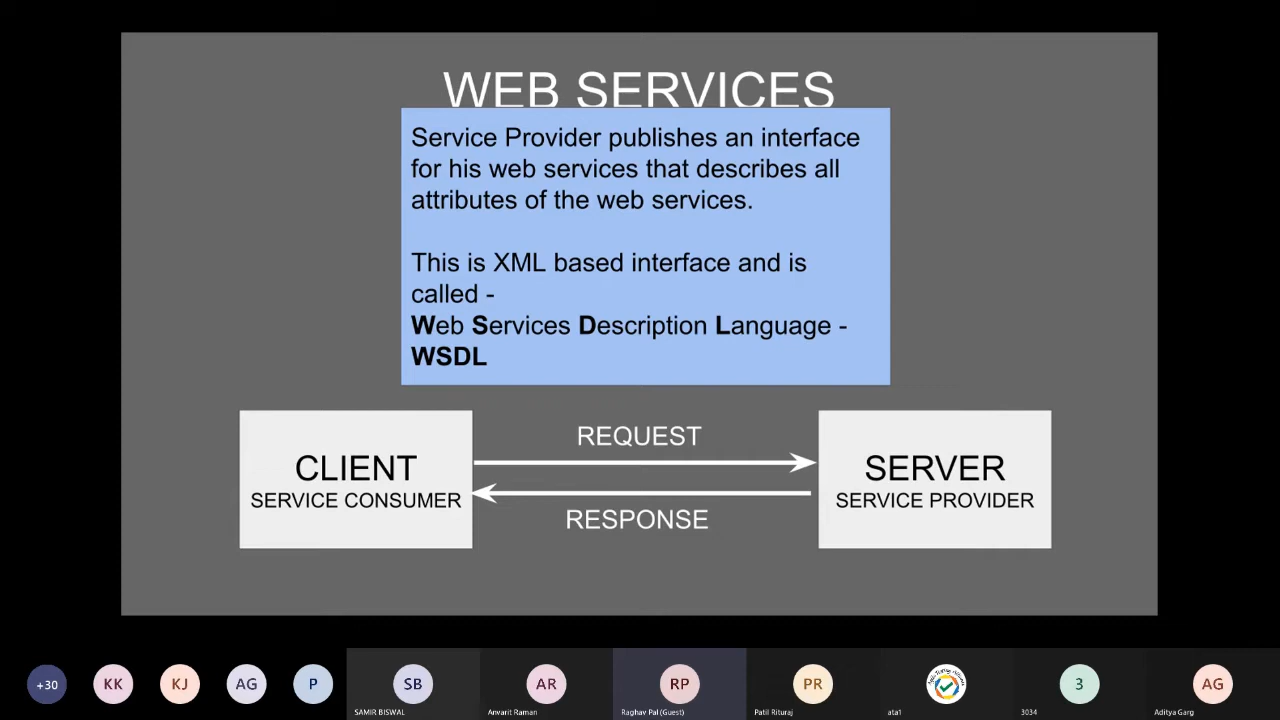 WEB SERVICES
Service Provider publishes an interface
for his web services that describes all
attributes of the web services.
This is XML based interface and is
called -
Web Services Description Language -
WSDL
CLIENT
SERVICE CONSUMER
REQUEST
RESPONSE
SERVER
SERVICE PROVIDER
+30
KK
KJ
AG
P
SB
SAMIR BISWAL
AR
Anvarit Raman
RP
Raghav Pal (Guest)
PR
Patil Rituraj
ata1
3
3034
AG
Aditya Garg